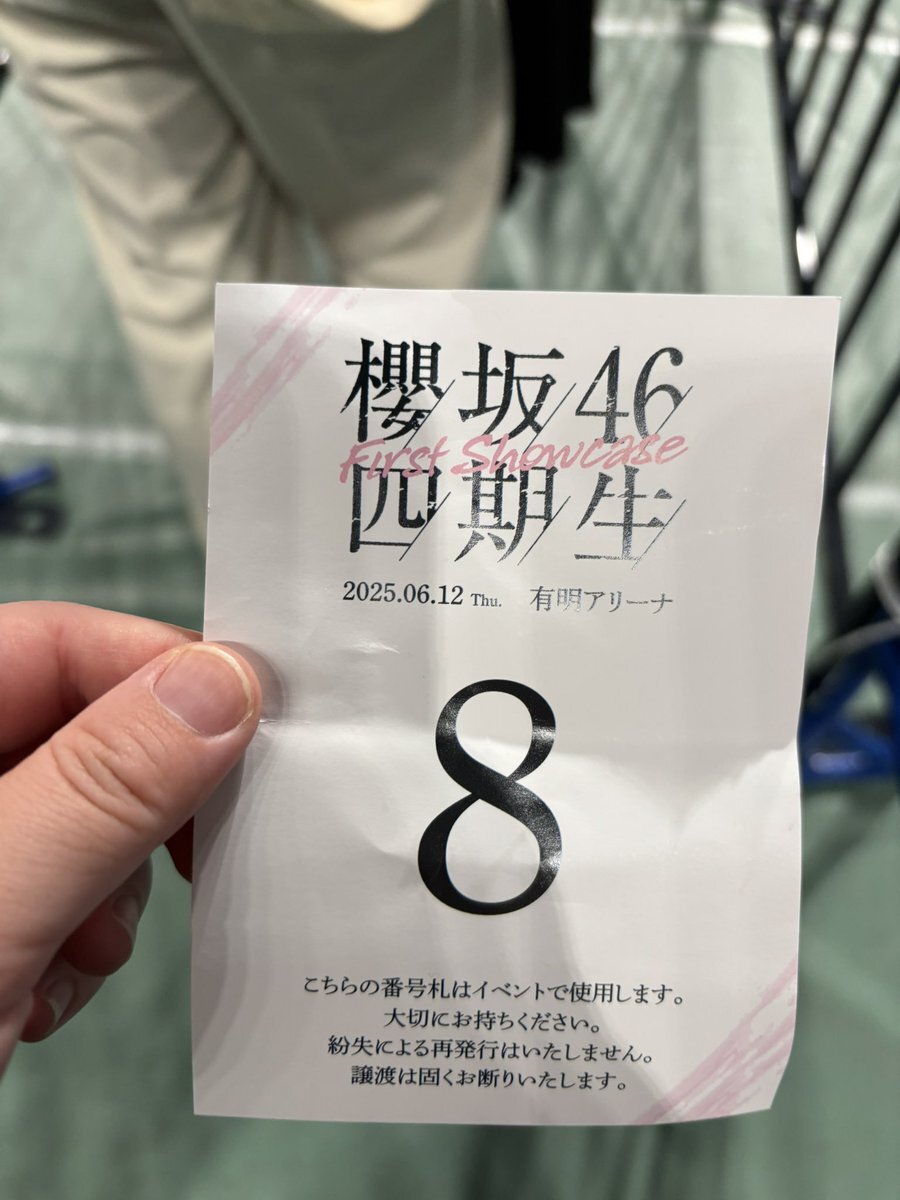 櫻坂46
First Showcase
四期生
2025.06.12 Thu. 有明アリーナ
8
こちらの番号札はイベントで使用します。
大切にお持ちください。
紛失による再発行はいたしません。
譲渡は固くお断りいたします。